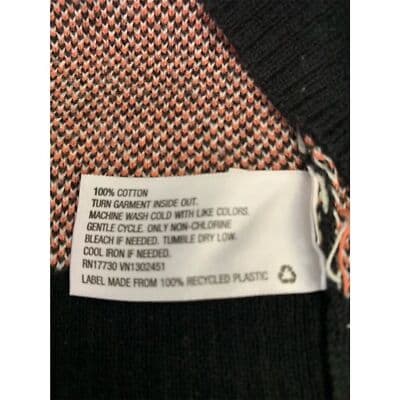 100% COTTON
TURN GARMENT INSIDE OUT.
MACHINE WASH COLD WITH LIKE COLORS.
GENTLE CYCLE. ONLY NON-CHLORINE
BLEACH IF NEEDED. TUMBLE DRY LOW.
COOL IRON IF NEEDED.
RN17730 VN1302451
LABEL MADE FROM 100% RECYCLED PLASTIC